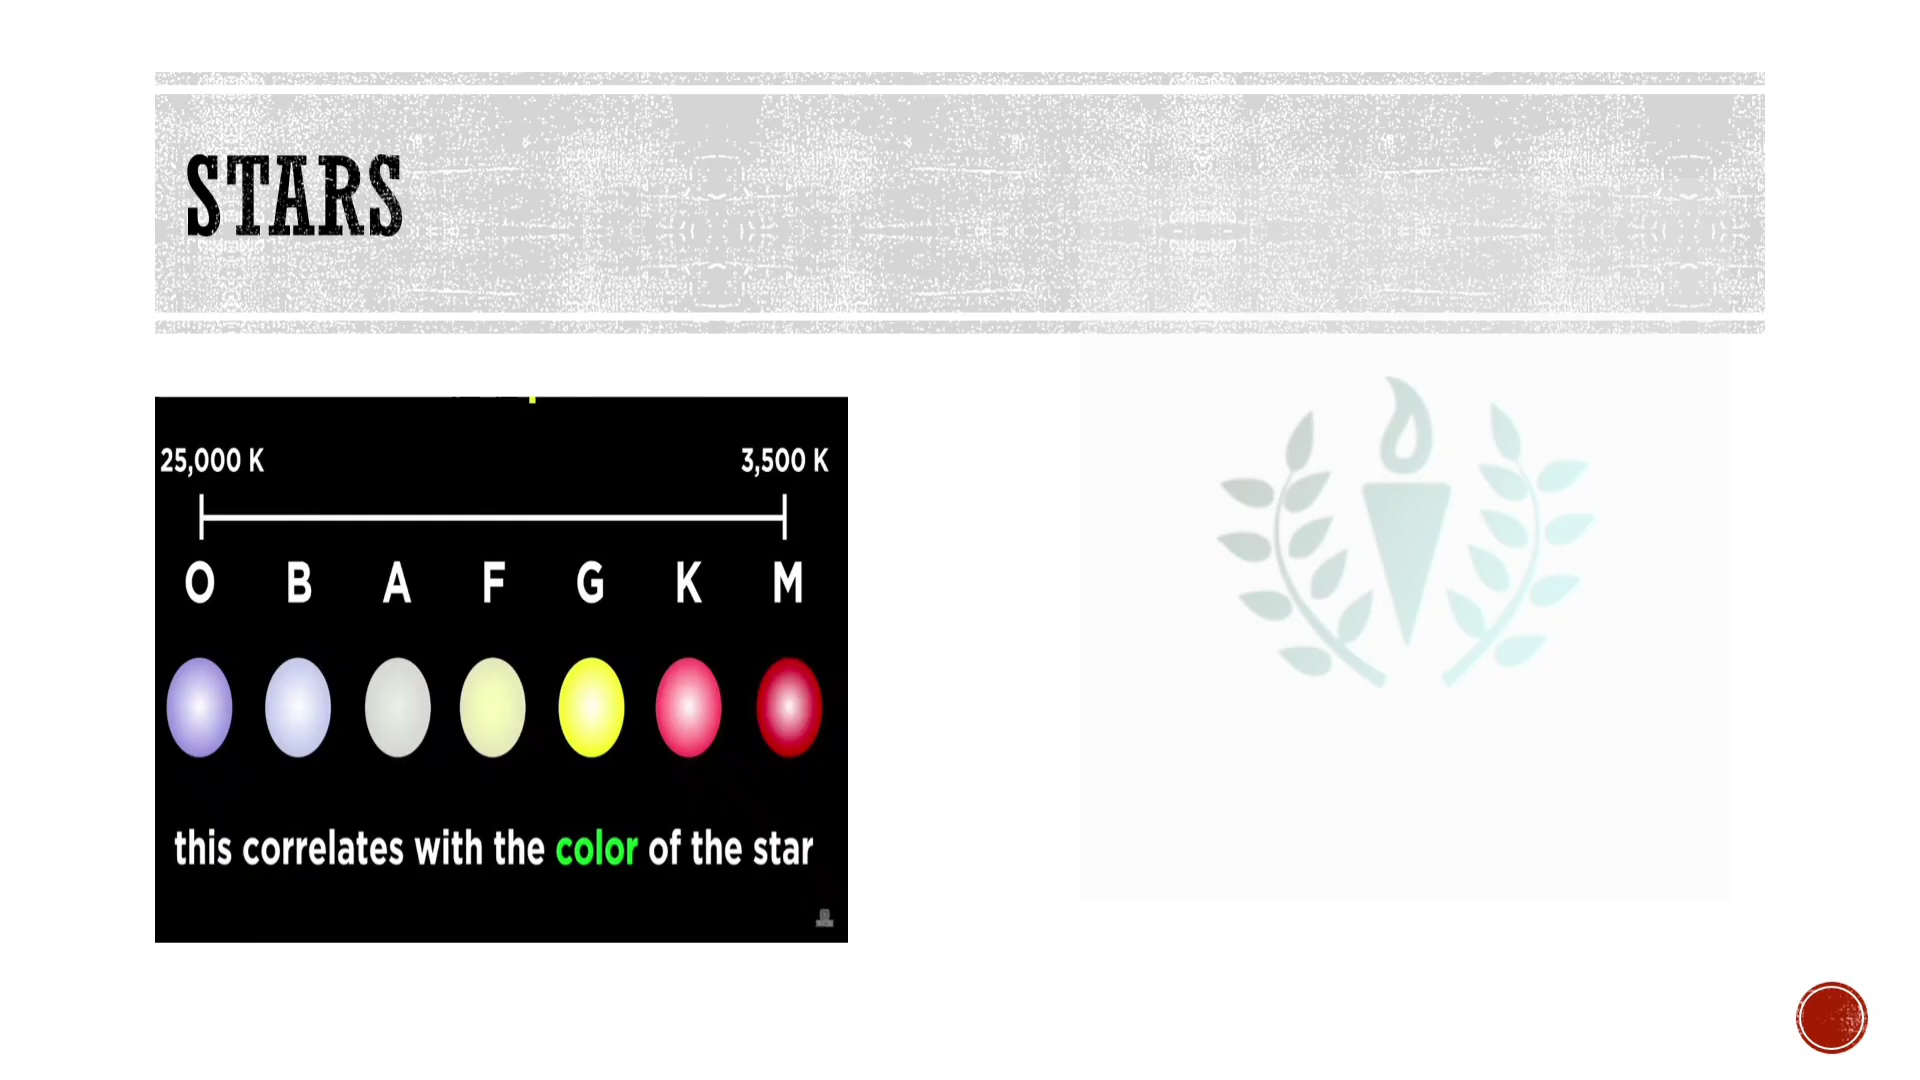 STARS
25,000 K 3,500 K
O B A F G K M
this correlates with the color of the star